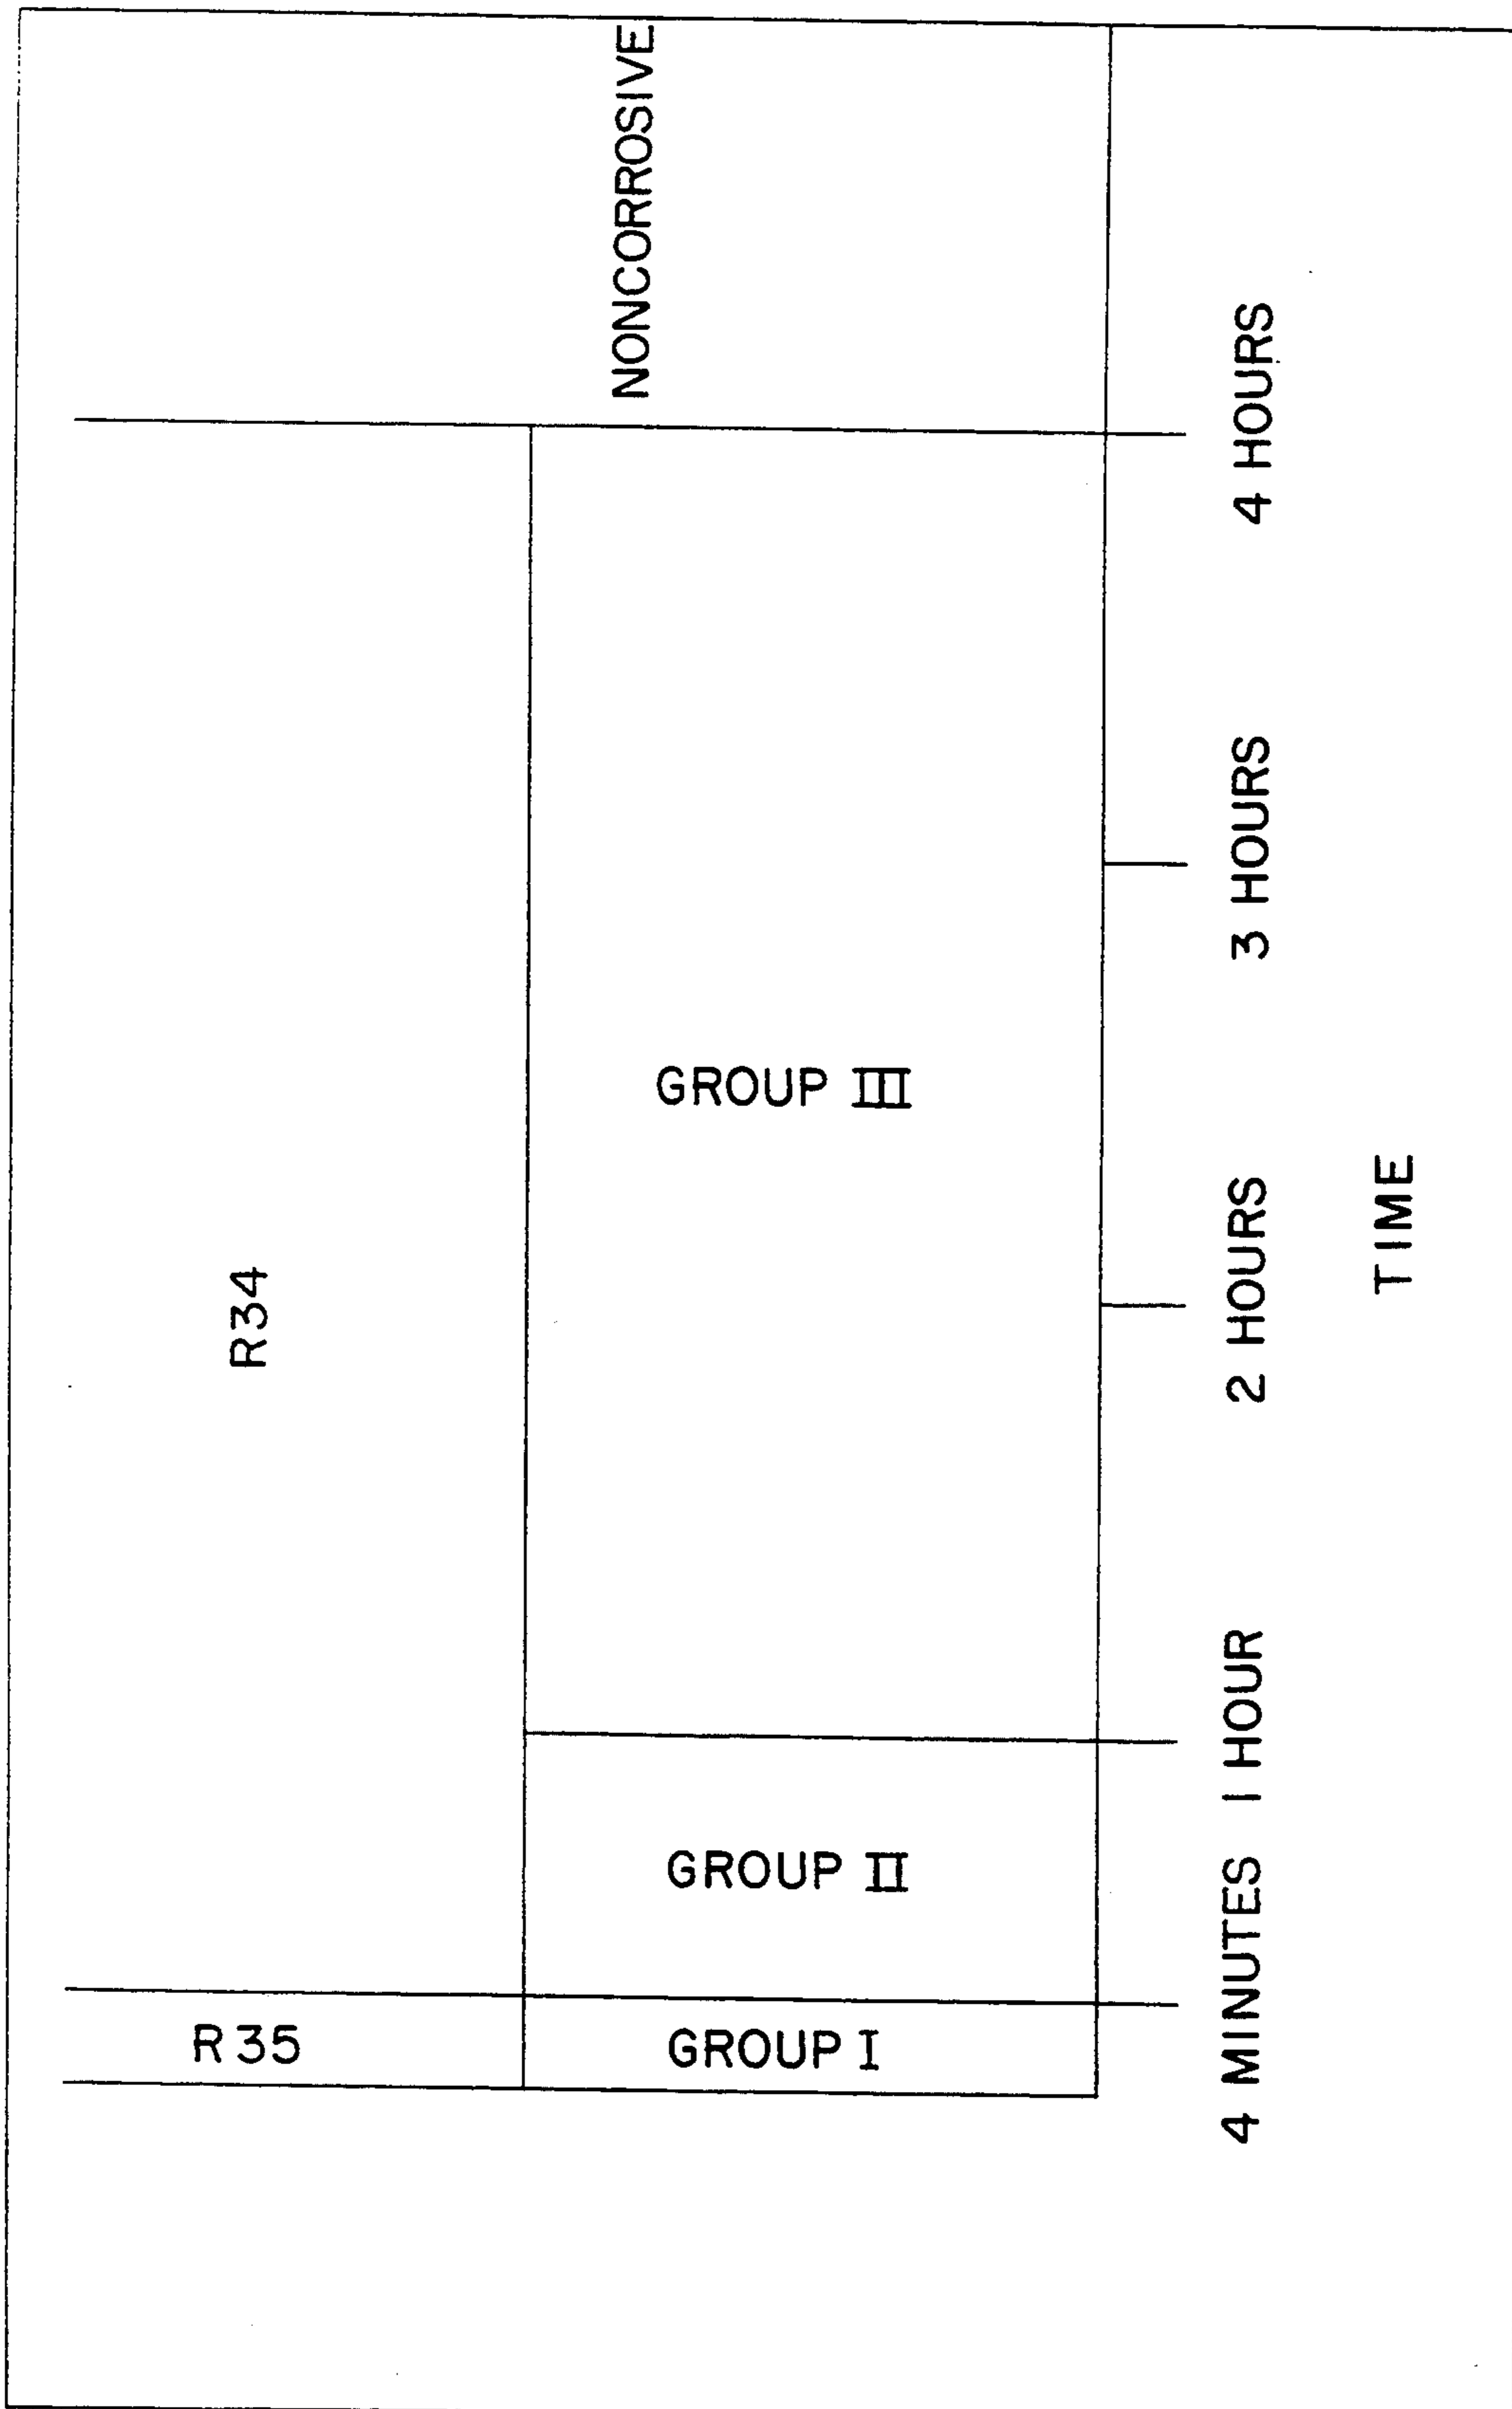 R35
R34
GROUP I
GROUP II
GROUP III
NONCORROSIVE
4 MINUTES
1 HOUR
2 HOURS
3 HOURS
4 HOURS
TIME